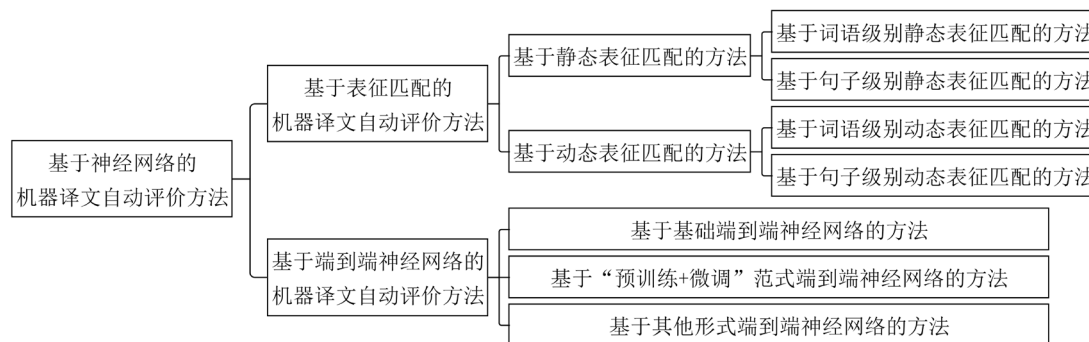 基于神经网络的
机器译文自动评价方法
基于表征匹配的
机器译文自动评价方法
基于静态表征匹配的方法
基于词语级别静态表征匹配的方法
基于句子级别静态表征匹配的方法
基于动态表征匹配的方法
基于词语级别动态表征匹配的方法
基于句子级别动态表征匹配的方法
基于端到端神经网络的
机器译文自动评价方法
基于基础端到端神经网络的方法
基于“预训练+微调”范式端到端神经网络的方法
基于其他形式端到端神经网络的方法